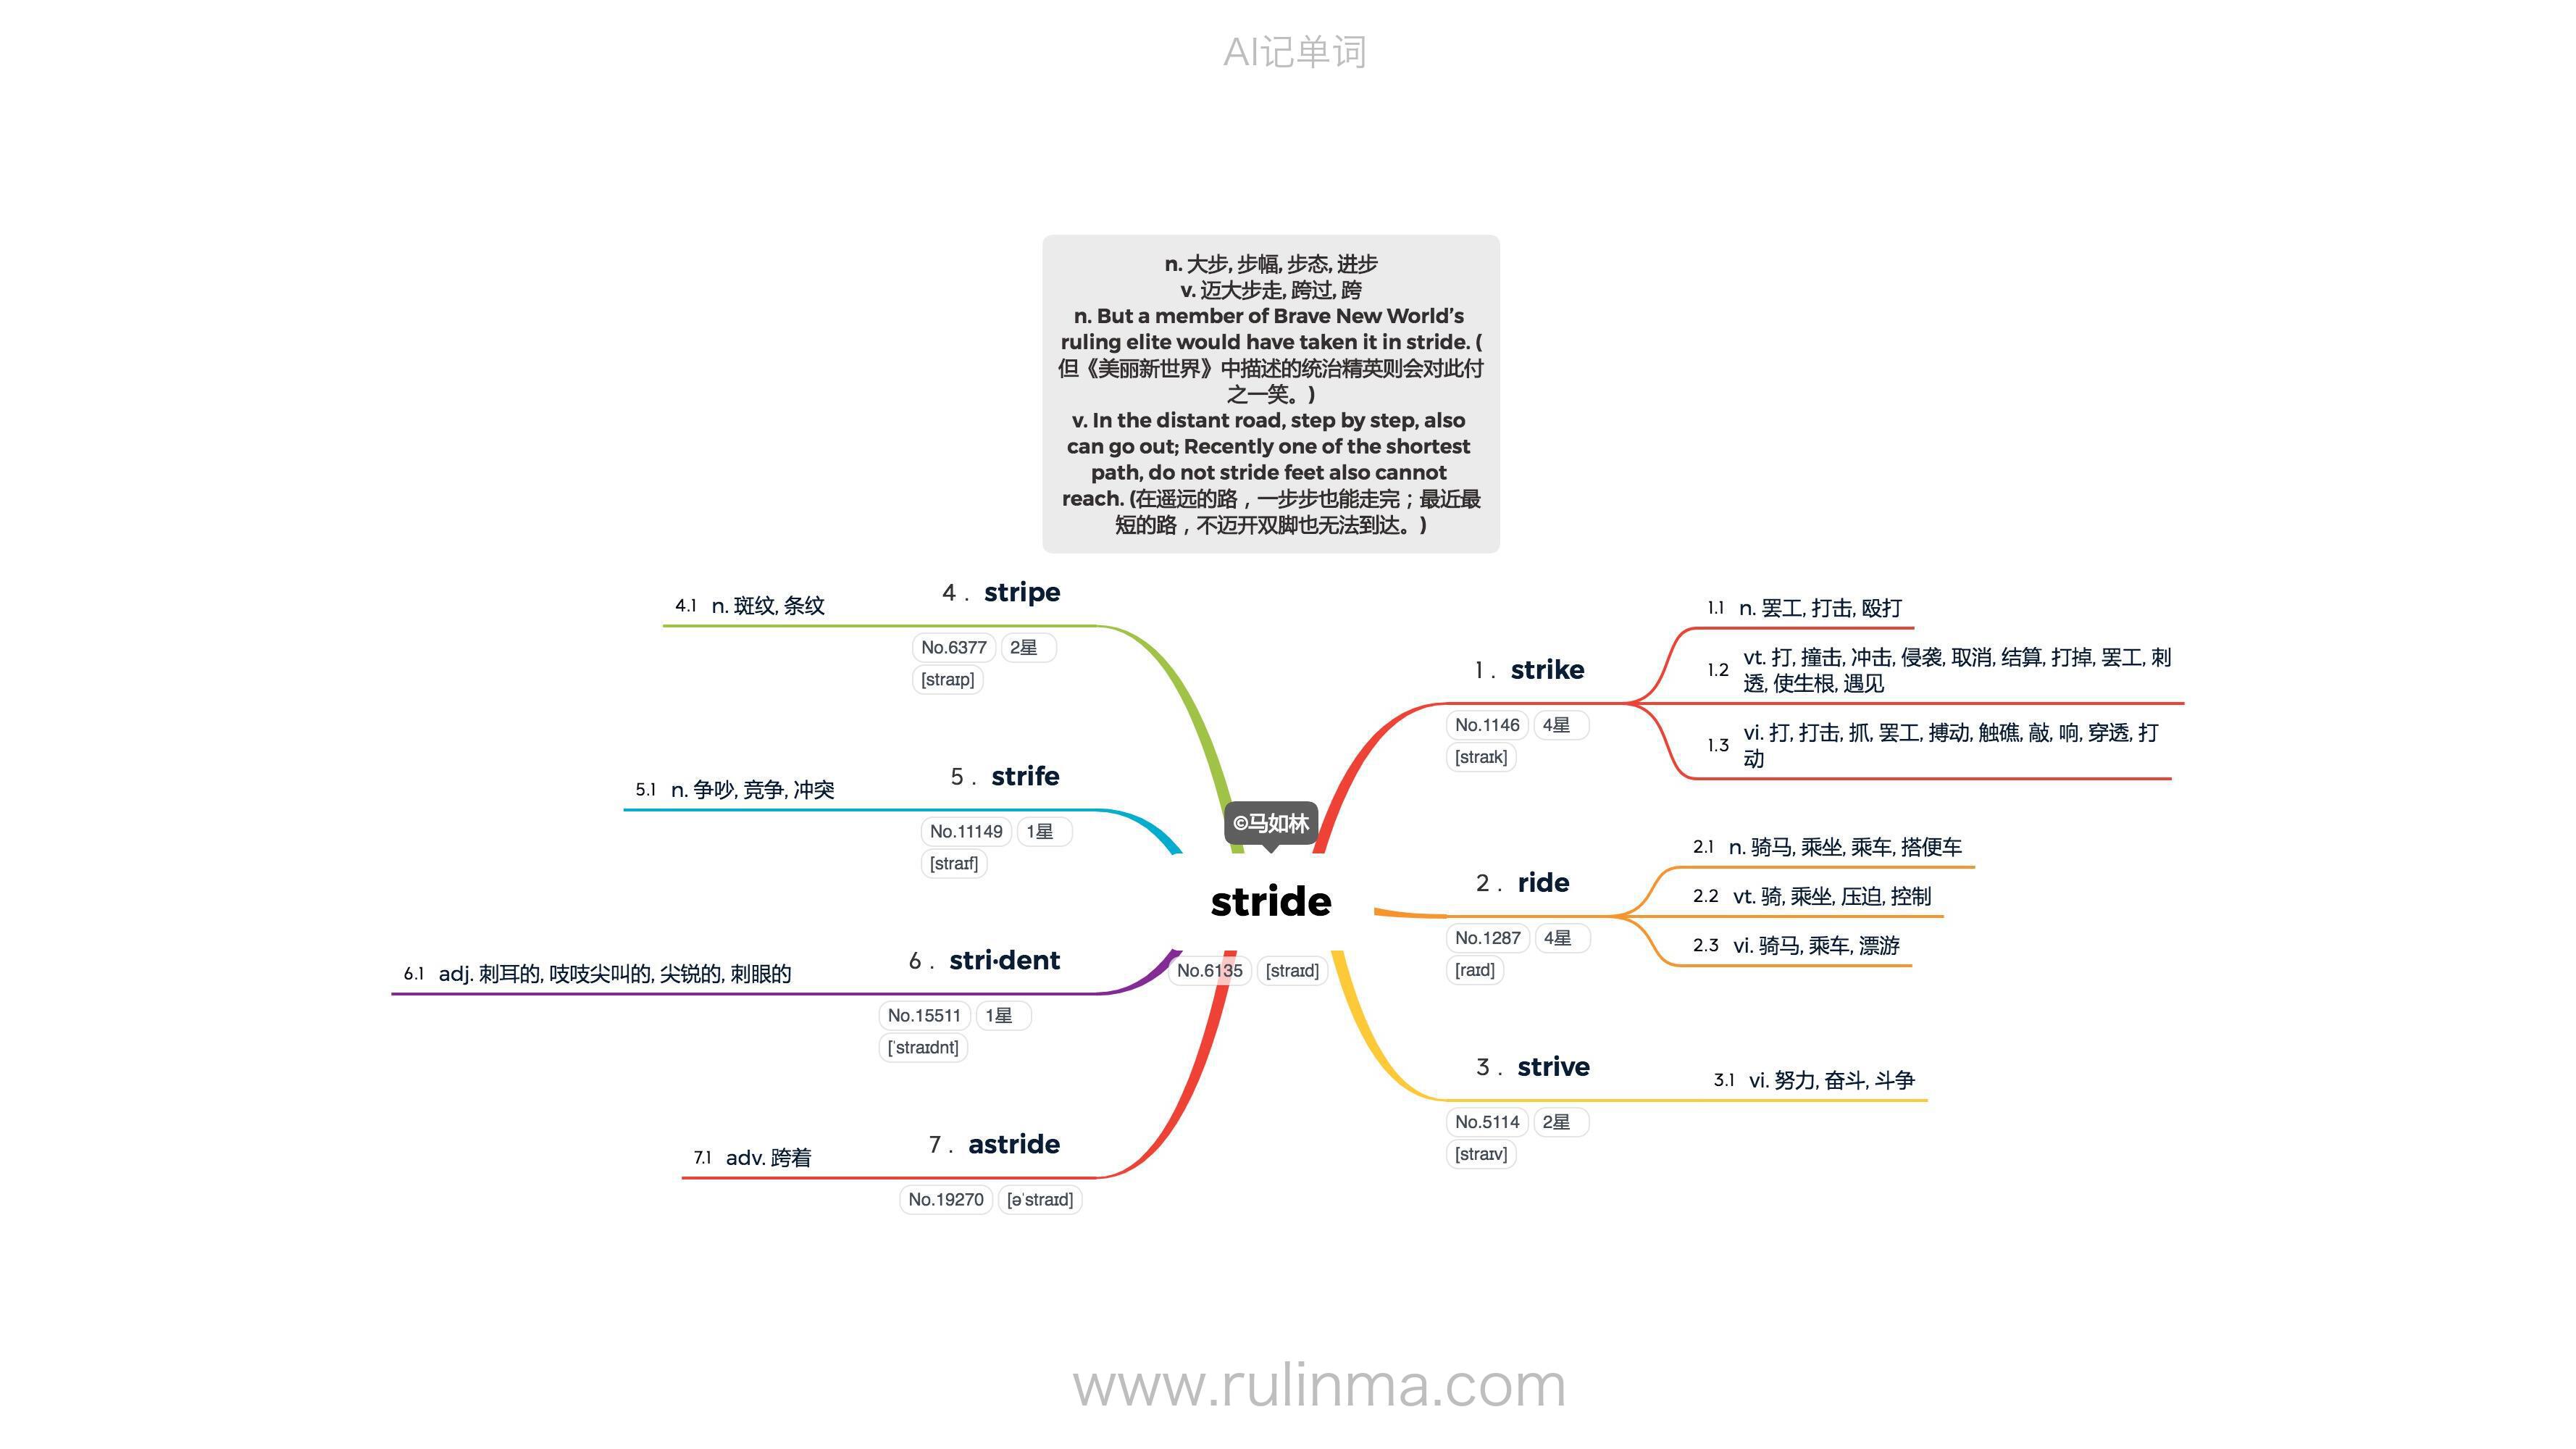 AI记单词
n. 大步, 步幅, 步态, 进步
v. 迈大步走, 跨过, 跨
n. But a member of Brave New World’s
ruling elite would have taken it in stride. (
但《美丽新世界》中描述的统治精英则会对此付
之一笑。)
v. In the distant road, step by step, also
can go out; Recently one of the shortest
path, do not stride feet also cannot
reach. (在遥远的路，一步步也能走完；最近最
短的路，不迈开双脚也无法到达。)
©马如林
stride
No.6135 [straɪd]
1. strike
No.1146 4星
[straɪk]
1.1 n. 罢工, 打击, 殴打
1.2 vt. 打, 撞击, 冲击, 侵袭, 取消, 结算, 打掉, 罢工, 刺
透, 使生根, 遇见
1.3 vi. 打, 打击, 抓, 罢工, 搏动, 触礁, 敲, 响, 穿透, 打
动
2. ride
No.1287 4星
[raɪd]
2.1 n. 骑马, 乘坐, 乘车, 搭便车
2.2 vt. 骑, 乘坐, 压迫, 控制
2.3 vi. 骑马, 乘车, 漂游
3. strive
No.5114 2星
[straɪv]
3.1 vi. 努力, 奋斗, 斗争
4. stripe
No.6377 2星
[straɪp]
4.1 n. 斑纹, 条纹
5. strife
No.11149 1星
[straɪf]
5.1 n. 争吵, 竞争, 冲突
6. stri·dent
No.15511 1星
[ˈstraɪdnt]
6.1 adj. 刺耳的, 吱吱尖叫的, 尖锐的, 刺眼的
7. astride
No.19270 [əˈstraɪd]
7.1 adv. 跨着
www.rulinma.com